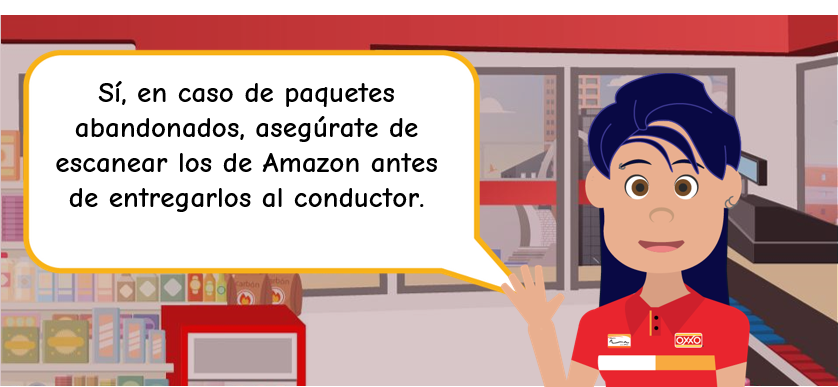 Sí, en caso de paquetes
abandonados, asegúrate de
escanear los de Amazon antes
de entregarlos al conductor.
OXXO